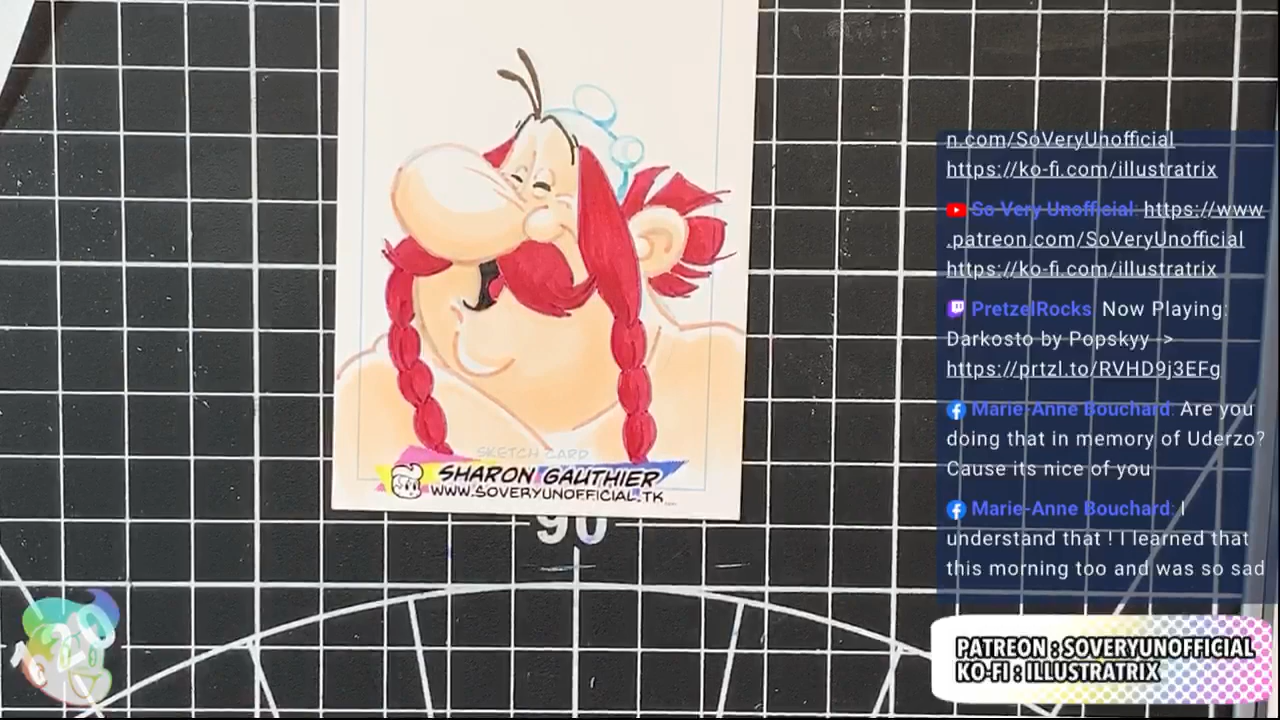 SKETCH CARD
SHARON GAUTHIER
WWW.SOVERYUNOFFICIAL.TK
90
n.com/SoVeryUnofficial
https://ko-fi.com/illustratrix
So Very Unofficial: https://www
.patreon.com/SoVeryUnofficial
https://ko-fi.com/illustratrix
PretzelRocks: Now Playing:
Darkosto by Popskyy ->
https://prtzl.to/RVHD9j3EFg
Marie-Anne Bouchard: Are you
doing that in memory of Uderzo?
Cause its nice of you
Marie-Anne Bouchard: I
understand that ! I learned that
this morning too and was so sad
PATREON : SOVERYUNOFFICIAL
KO-FI : ILLUSTRATRIX